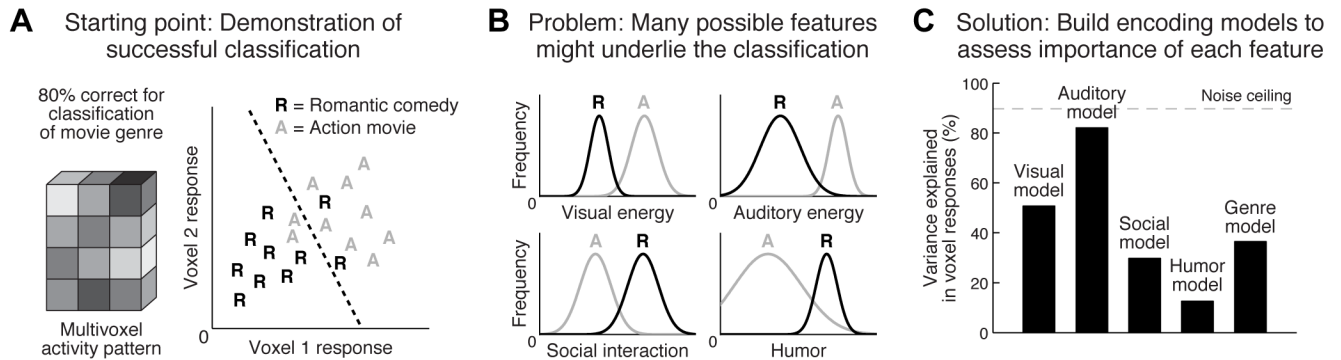 A
Starting point: Demonstration of
successful classification
80% correct for
classification
of movie genre
Multivoxel
activity pattern
R = Romantic comedy
A = Action movie
Voxel 2 response
A
A
A
R
R
A
A
A
R
A
A
A
R
R
R
A
R
R
R
R
0
Voxel 1 response
B
Problem: Many possible features
might underlie the classification
R
A
Frequency
0
Visual energy
R
A
0
Auditory energy
A
R
Frequency
0
Social interaction
A
R
0
Humor
C
Solution: Build encoding models to
assess importance of each feature
Variance explained
in voxel responses (%)
100
80
60
40
20
0
Noise ceiling
Visual
model
Auditory
model
Social
model
Humor
model
Genre
model